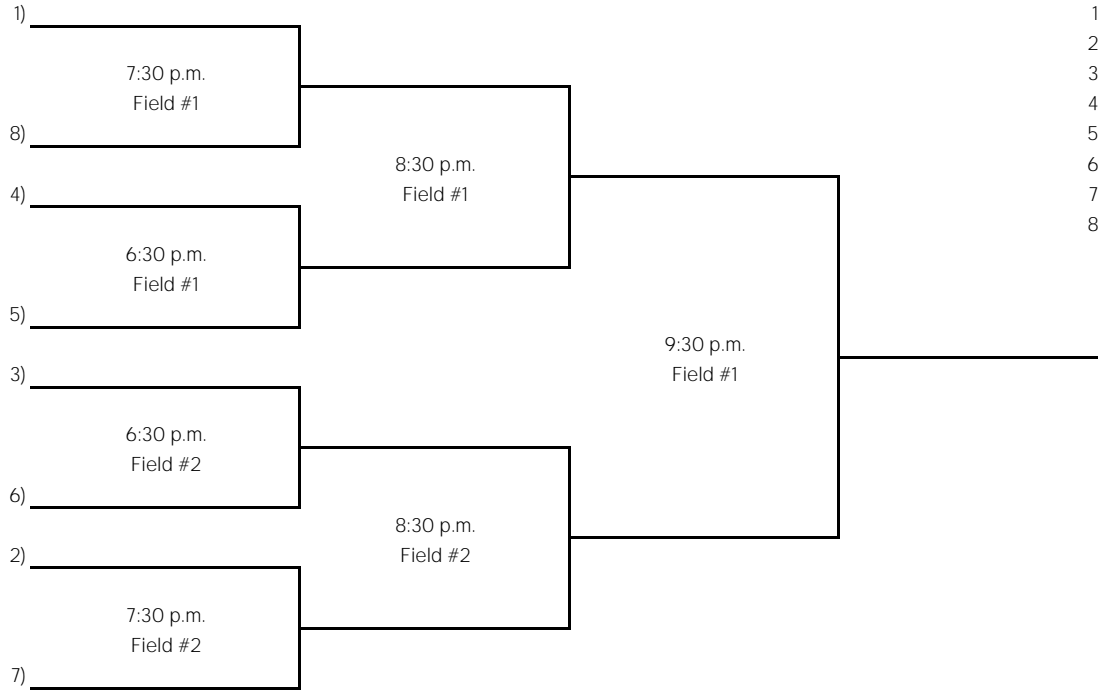 1)
7:30 p.m.
Field #1
8)
4)
6:30 p.m.
Field #1
5)
3)
6:30 p.m.
Field #2
6)
2)
7:30 p.m.
Field #2
7)
8:30 p.m.
Field #1
8:30 p.m.
Field #2
9:30 p.m.
Field #1
1
2
3
4
5
6
7
8